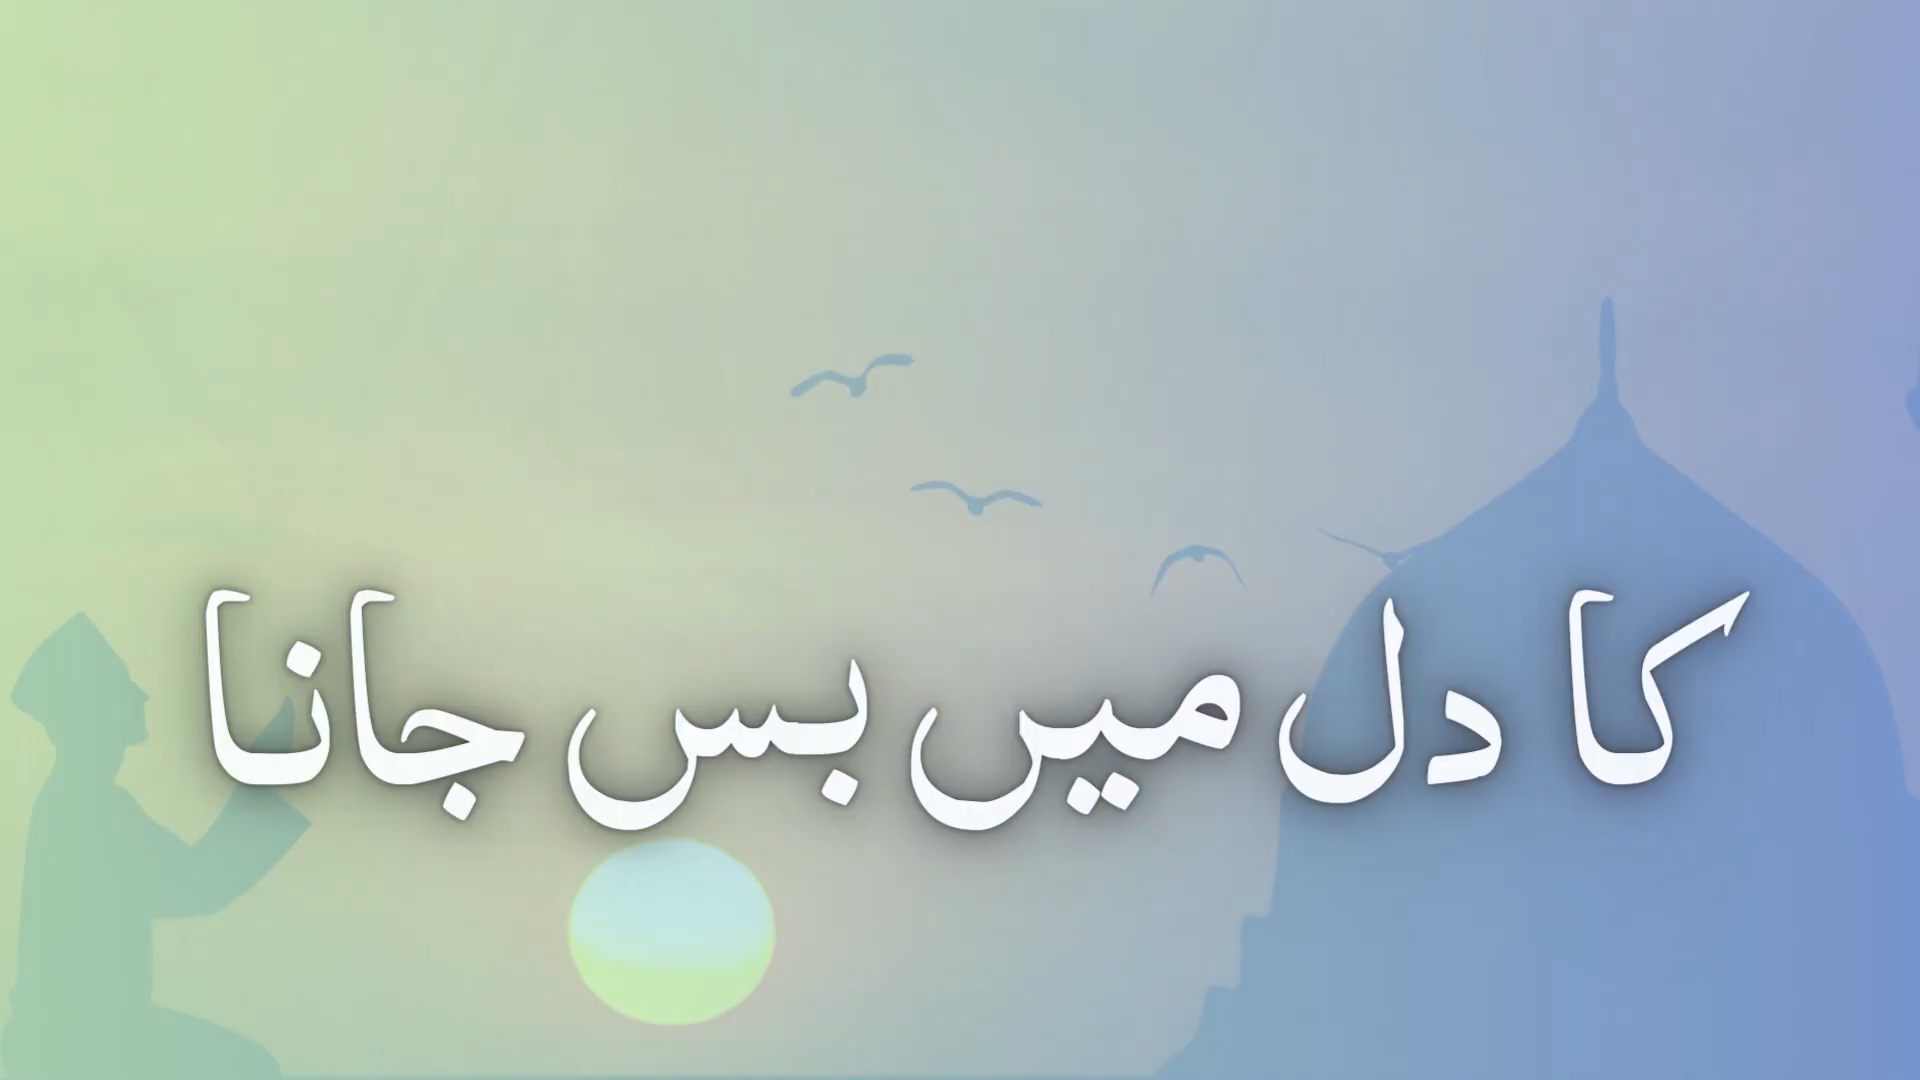 کا دل میں بس جانا